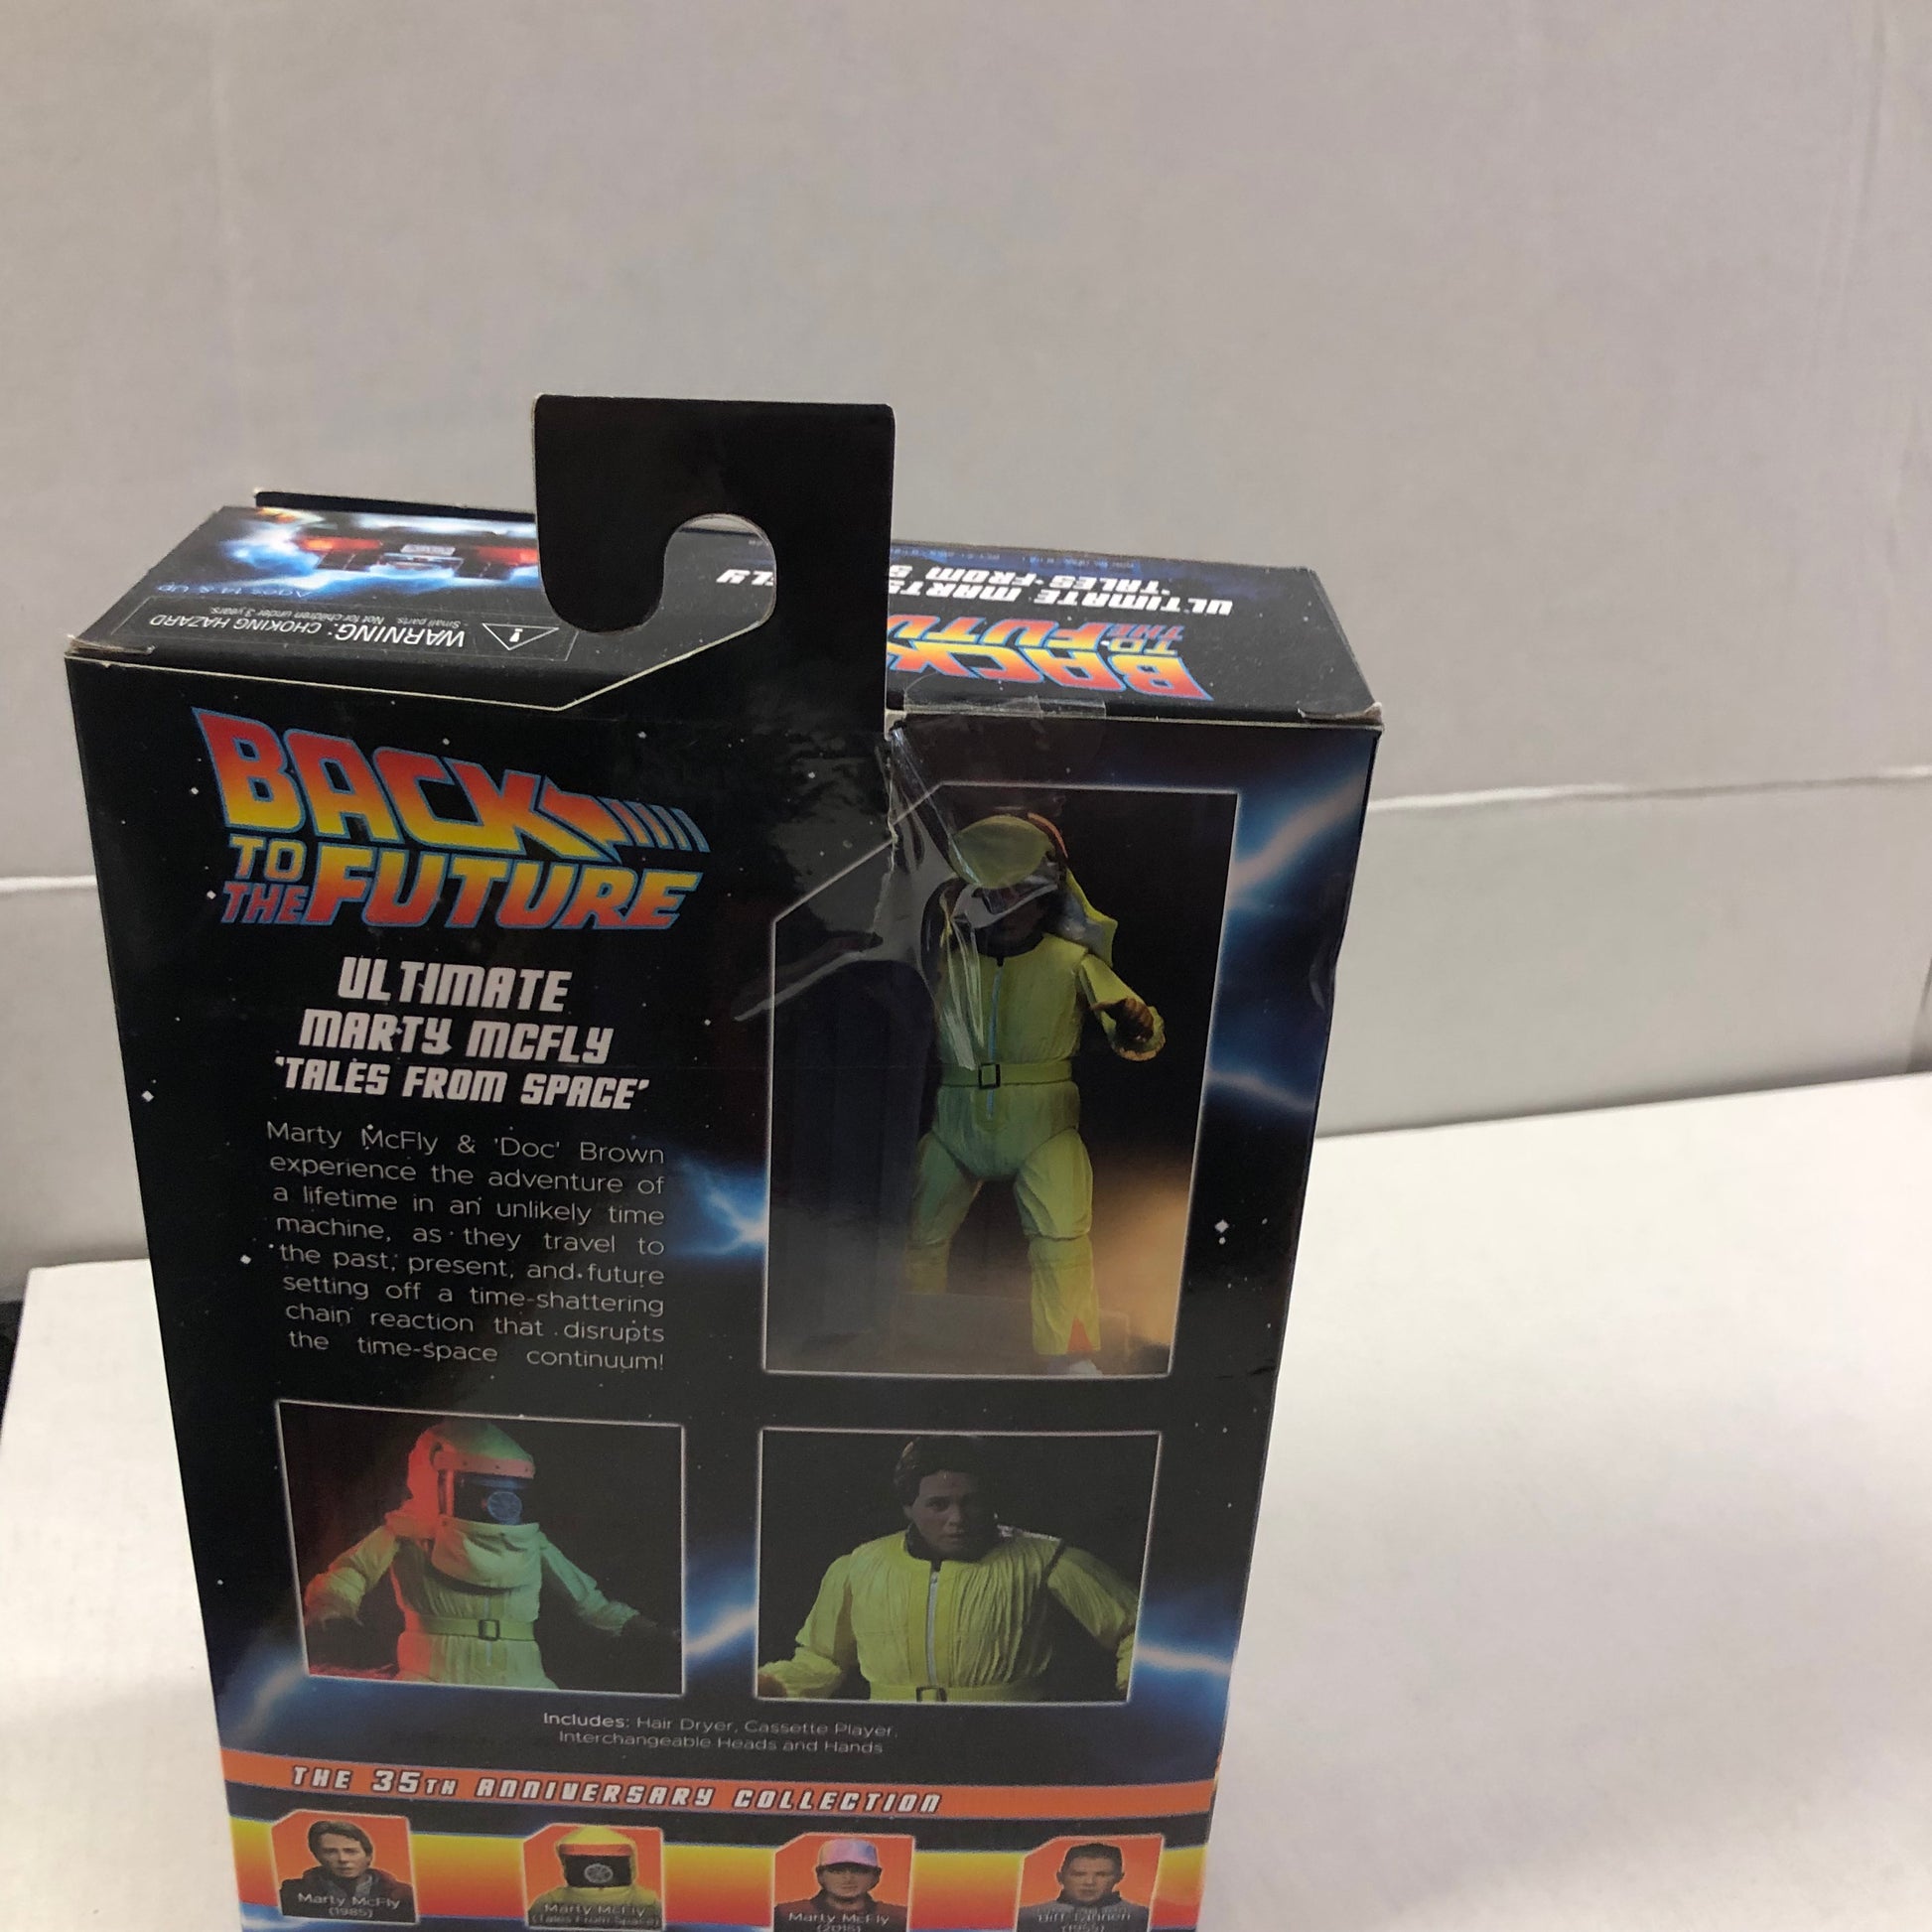 Ages 14 & Up
WARNING: CHOKING HAZARD
Small parts. Not for children under 3 years.
ULTIMATE MARTY
'TALES FROM
BACK
TO
THE
BACK
TO
THE FUTURE
ULTIMATE
MARTY MCFLY
'TALES FROM SPACE'
Marty McFly & 'Doc' Brown
experience the adventure of
a lifetime in an unlikely time
machine, as they travel to
the past, present, and future
setting off a time-shattering
chain reaction that disrupts
the time-space continuum!
Includes: Hair Dryer, Cassette Player,
Interchangeable Heads and Hands
THE 35TH ANNIVERSARY COLLECTION
Marty McFly
(1985)
Marty McFly
(Tales From Space)
Marty McFly
(2015)
Biff Tannen
(1955)